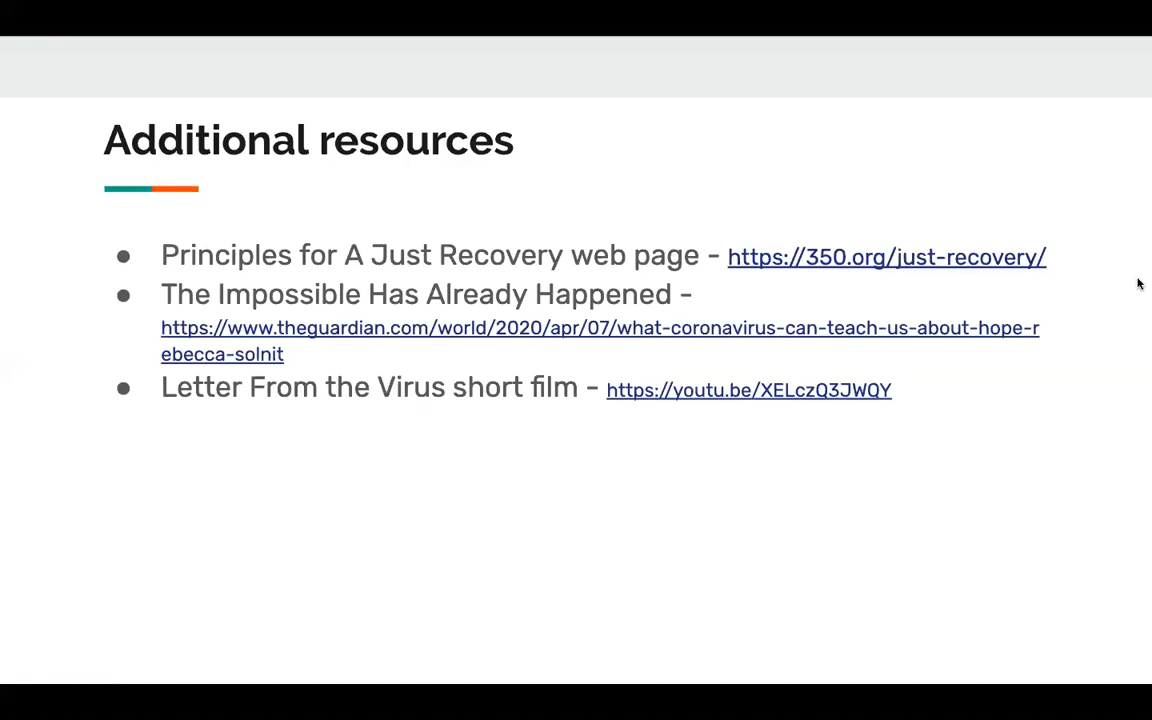 Additional resources
● Principles for A Just Recovery web page - https://350.org/just-recovery/
● The Impossible Has Already Happened -
https://www.theguardian.com/world/2020/apr/07/what-coronavirus-can-teach-us-about-hope-r
ebecca-solnit
● Letter From the Virus short film - https://youtu.be/XELczQ3JWQY